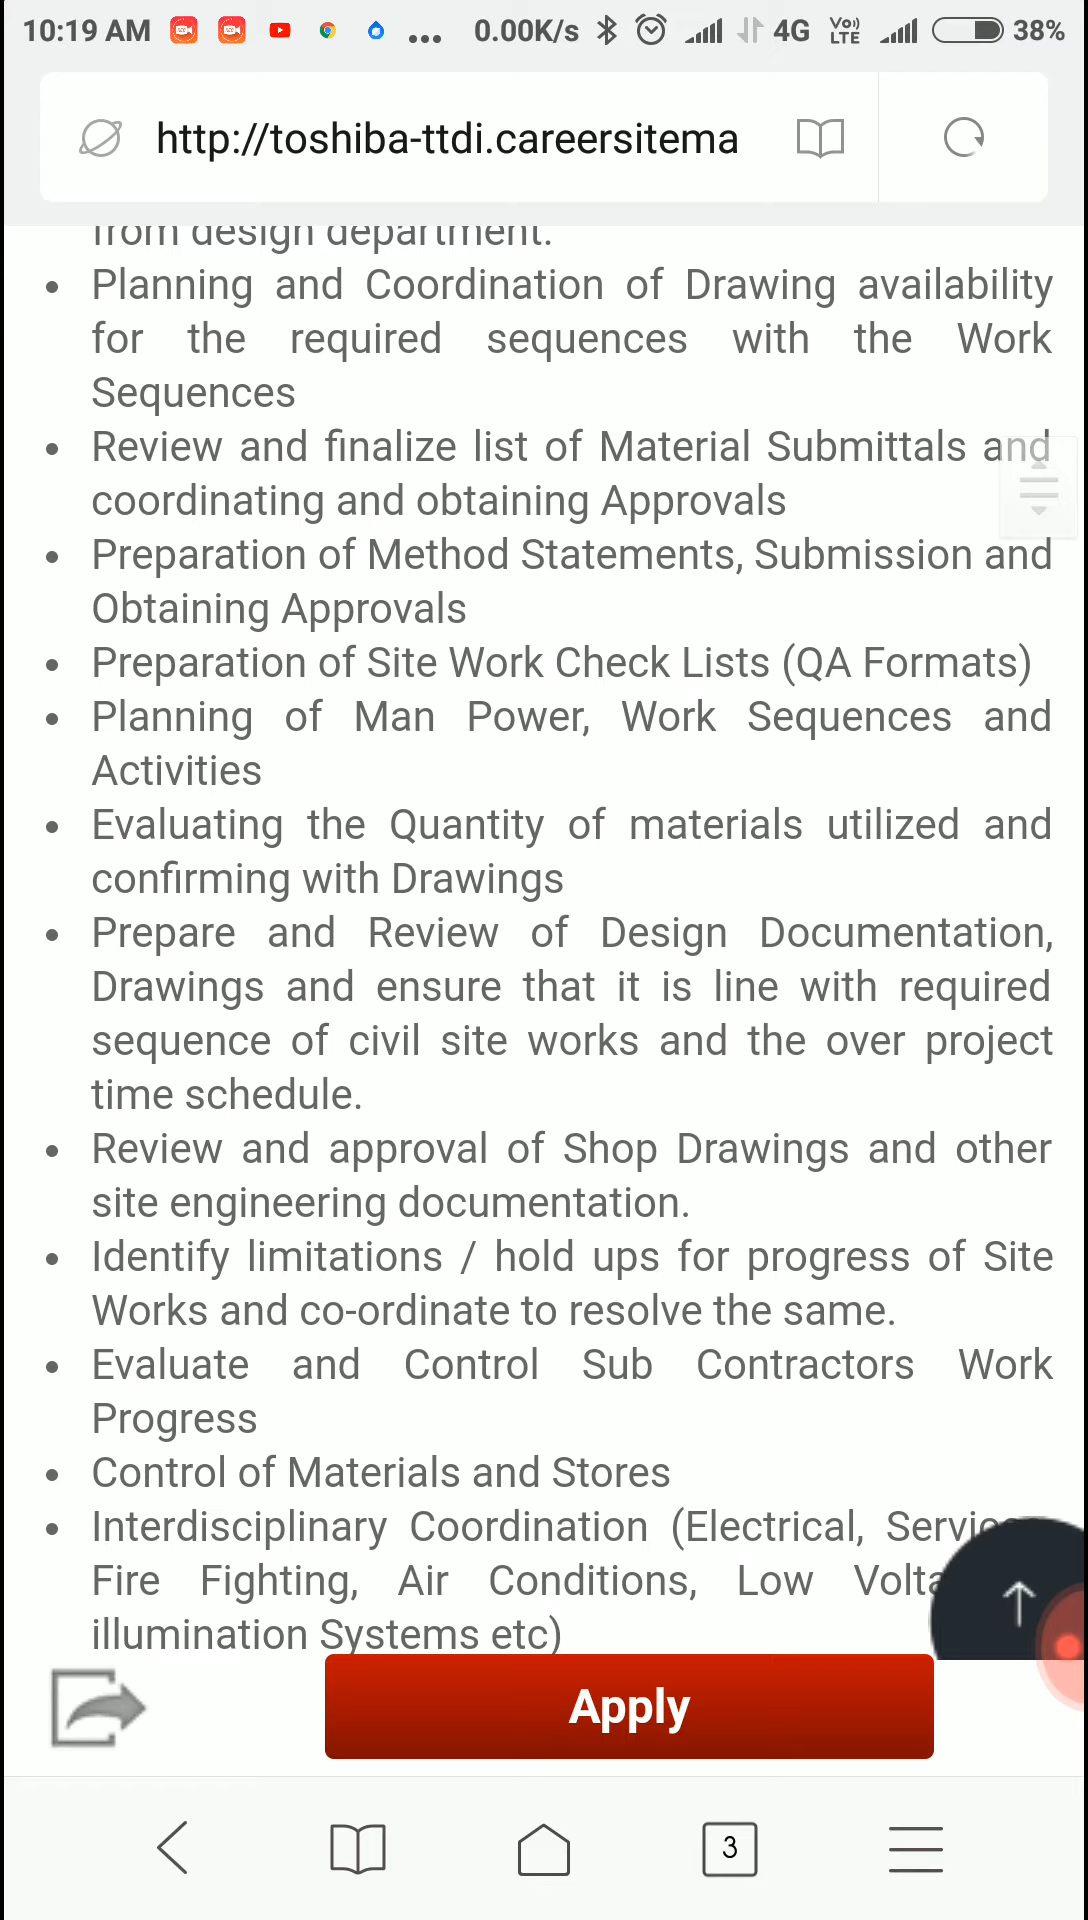 10:19 AM ... 0.00K/s 4G VoLTE 38%
http://toshiba-ttdi.careersitema
from design department.
• Planning and Coordination of Drawing availability
for the required sequences with the Work
Sequences
• Review and finalize list of Material Submittals and
coordinating and obtaining Approvals
• Preparation of Method Statements, Submission and
Obtaining Approvals
• Preparation of Site Work Check Lists (QA Formats)
• Planning of Man Power, Work Sequences and
Activities
• Evaluating the Quantity of materials utilized and
confirming with Drawings
• Prepare and Review of Design Documentation,
Drawings and ensure that it is line with required
sequence of civil site works and the over project
time schedule.
• Review and approval of Shop Drawings and other
site engineering documentation.
• Identify limitations / hold ups for progress of Site
Works and co-ordinate to resolve the same.
• Evaluate and Control Sub Contractors Work
Progress
• Control of Materials and Stores
• Interdisciplinary Coordination (Electrical,
Fire Fighting, Air Conditions, Low
illumination Systems etc)
Apply
3